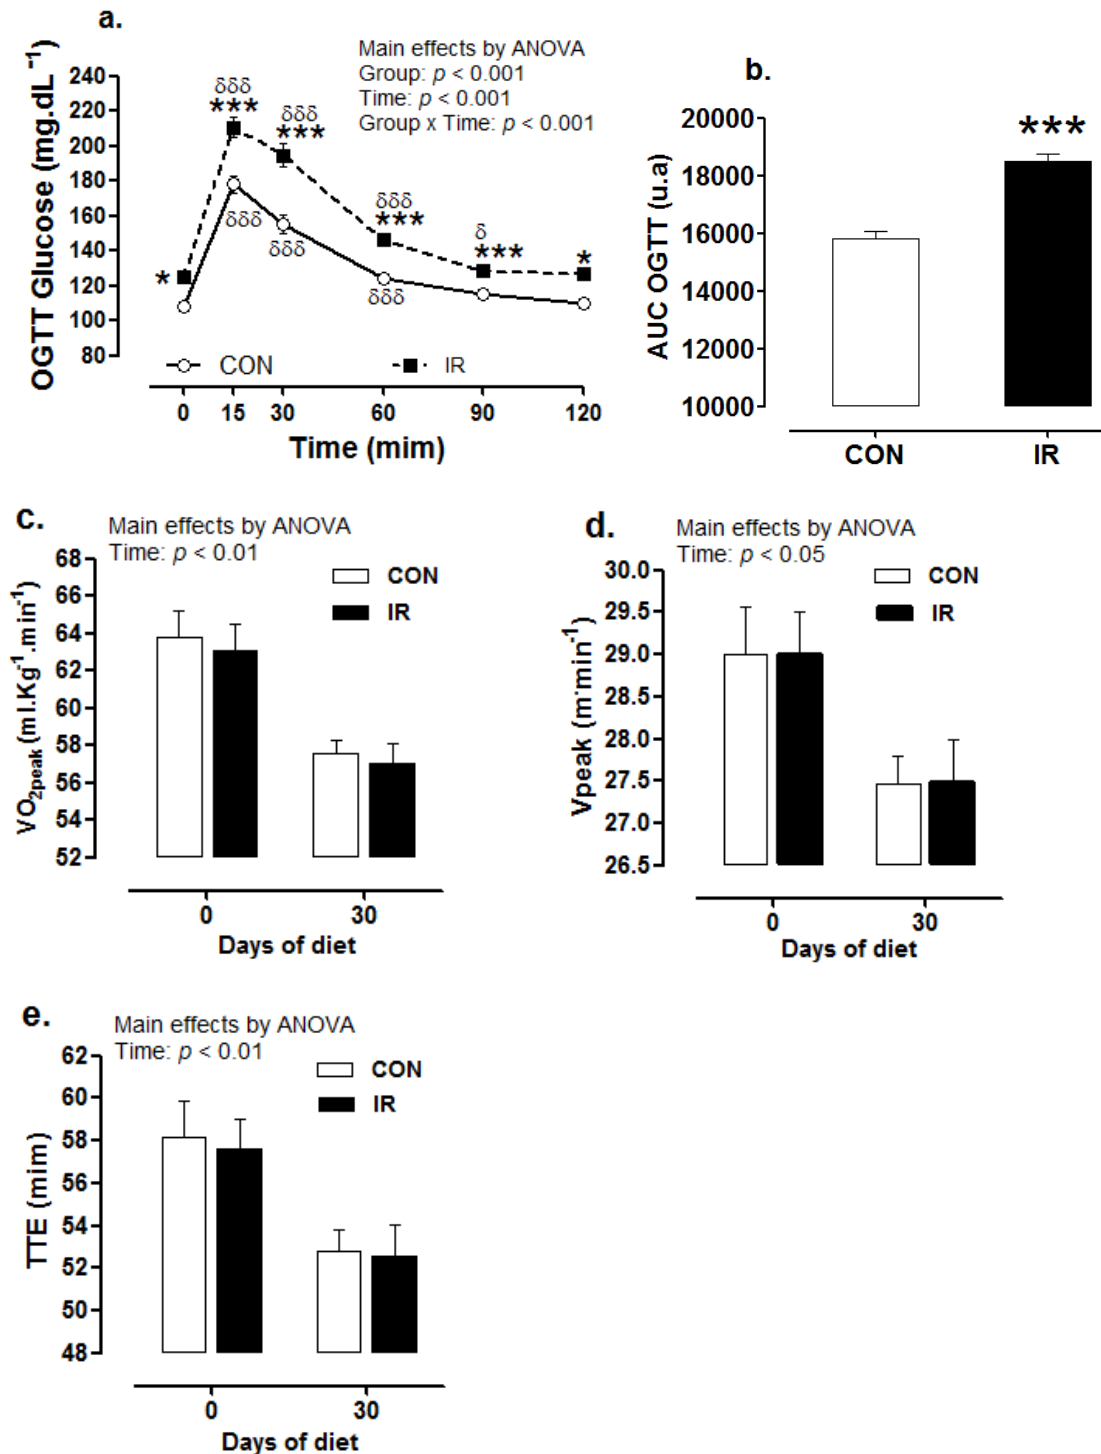 a.
Main effects by ANOVA
Group: p < 0.001
Time: p < 0.001
Group x Time: p < 0.001
OGTT Glucose (mg.dL⁻¹)
240
220
200
180
160
140
120
100
80
δδδ
***
δδδ
***
δδδ
***
δ
***
*
*
δδδ
δδδ
δδδ
CON
IR
0 15 30 60 90 120
Time (mim)
b.
AUC OGTT (u.a)
20000
18000
16000
14000
12000
10000
***
CON IR
c.
Main effects by ANOVA
Time: p < 0.01
VO₂peak (ml.Kg⁻¹.min⁻¹)
68
66
64
62
60
58
56
54
52
CON
IR
0 30
Days of diet
d.
Main effects by ANOVA
Time: p < 0.05
Vpeak (m·min⁻¹)
30.0
29.5
29.0
28.5
28.0
27.5
27.0
26.5
CON
IR
0 30
Days of diet
e.
Main effects by ANOVA
Time: p < 0.01
TTE (mim)
62
60
58
56
54
52
50
48
CON
IR
0 30
Days of diet